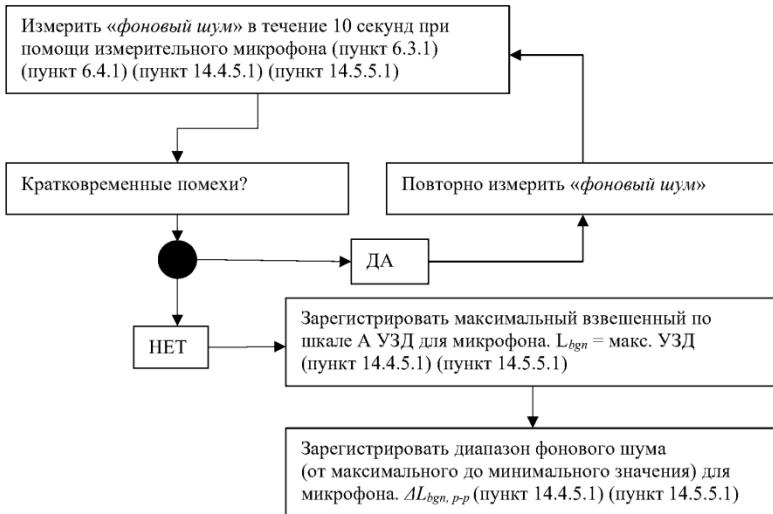 Измерить «фоновый шум» в течение 10 секунд при
помощи измерительного микрофона (пункт 6.3.1)
(пункт 6.4.1) (пункт 14.4.5.1) (пункт 14.5.5.1)
Кратковременные помехи?
Повторно измерить «фоновый шум»
ДА
НЕТ
Зарегистрировать максимальный взвешенный по
шкале А УЗД для микрофона. Lbgn = макс. УЗД
(пункт 14.4.5.1) (пункт 14.5.5.1)
Зарегистрировать диапазон фонового шума
(от максимального до минимального значения) для
микрофона. ΔLbgn, p-p (пункт 14.4.5.1) (пункт 14.5.5.1)